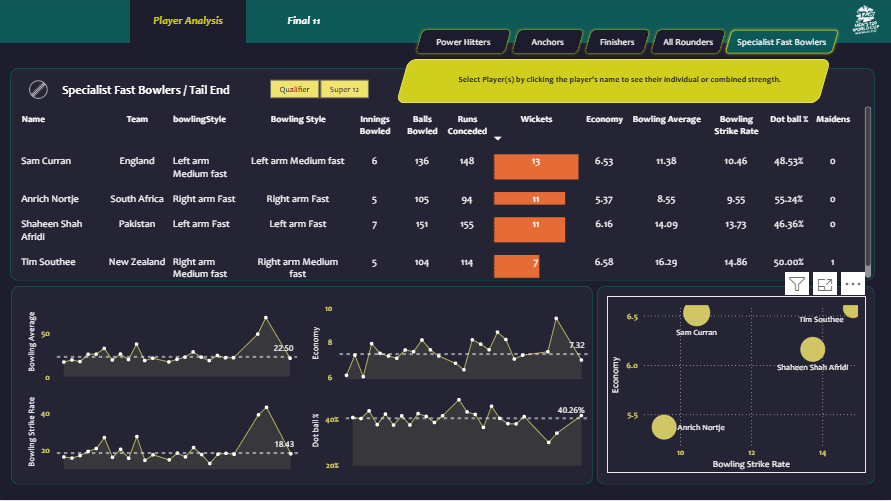 Player Analysis
Final 11
Power Hitters
Anchors
Finishers
All Rounders
Specialist Fast Bowlers
Select Player(s) by clicking the player's name to see their individual or combined strength.
Specialist Fast Bowlers / Tail End
Qualifier
Super 12
Name Team bowlingStyle Bowling Style Innings Bowled Balls Bowled Runs Conceded Wickets Economy Bowling Average Bowling Strike Rate Dot ball % Maidens
Sam Curran England Left arm Medium fast Left arm Medium fast 6 136 148 13 6.53 11.38 10.46 48.53% 0
Anrich Nortje South Africa Right arm Fast Right arm Fast 5 105 94 11 5.37 8.55 9.55 55.24% 0
Shaheen Shah Afridi Pakistan Left arm Fast Left arm Fast 7 151 155 11 6.16 14.09 13.73 46.36% 0
Tim Southee New Zealand Right arm Medium fast Right arm Medium fast 5 104 114 7 6.58 16.29 14.86 50.00% 1
Bowling Average
50
0
22.50
Economy
10
8
6
7.32
Bowling Strike Rate
40
20
18.43
Dot ball %
40%
20%
40.26%
Economy
6.5
6.0
5.5
Sam Curran
Tim Southee
Shaheen Shah Afridi
Anrich Nortje
10
12
14
Bowling Strike Rate